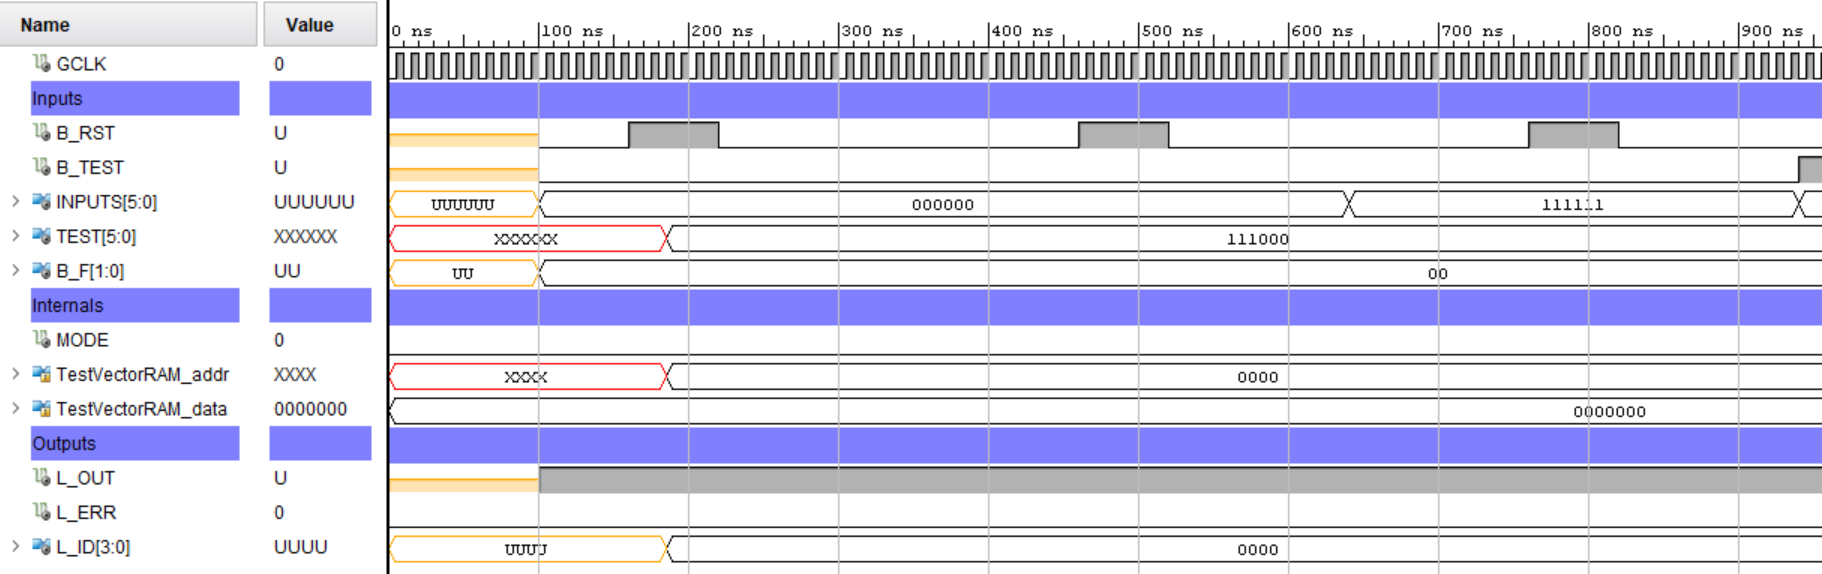 Name Value 0 ns 100 ns 200 ns 300 ns 400 ns 500 ns 600 ns 700 ns 800 ns 900 ns
GCLK 0
Inputs
B_RST U
B_TEST U
INPUTS[5:0] UUUUUU UUUUUU 000000 111111
TEST[5:0] XXXXXX XXXXXX 111000
B_F[1:0] UU UU 00
Internals
MODE 0
TestVectorRAM_addr XXXX XXXX 0000
TestVectorRAM_data 0000000 0000000
Outputs
L_OUT U
L_ERR 0
L_ID[3:0] UUUU UUUU 0000